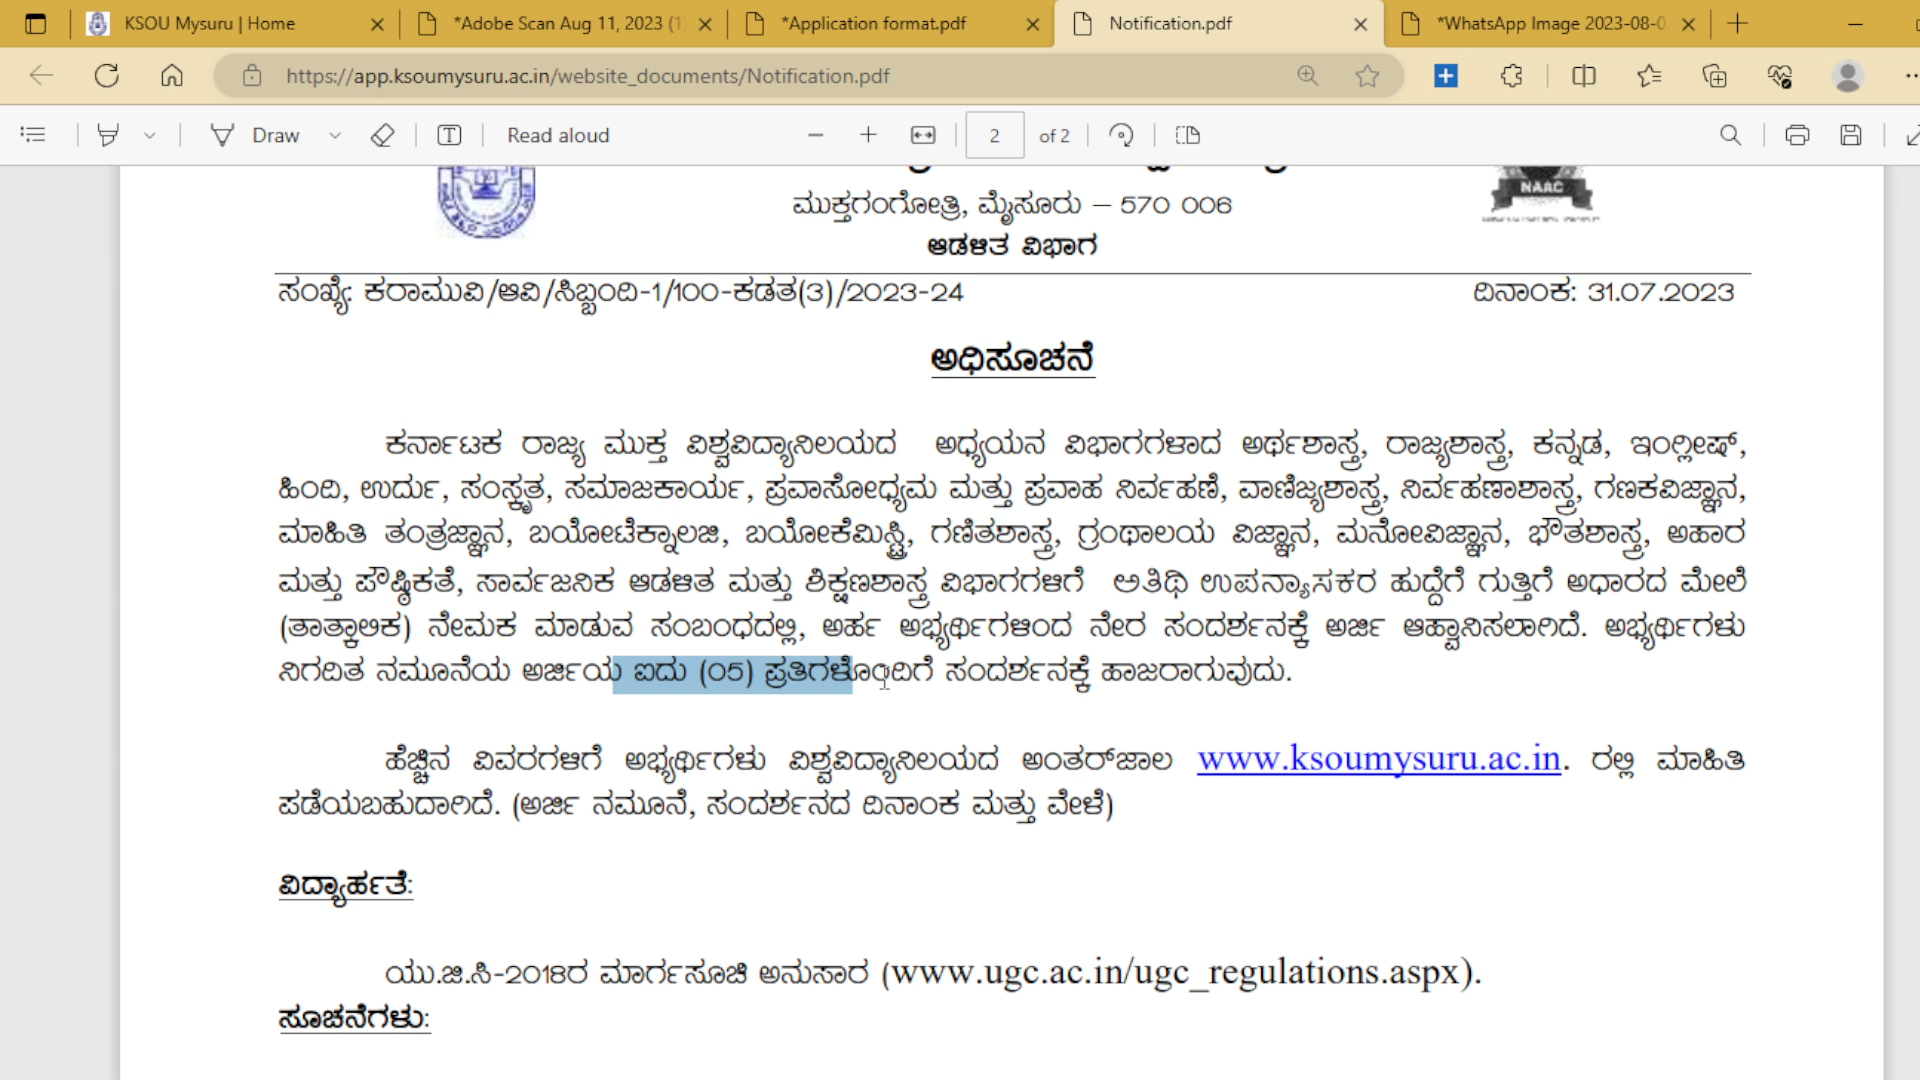 KSOU Mysuru | Home
*Adobe Scan Aug 11, 2023 (1
*Application format.pdf
Notification.pdf
*WhatsApp Image 2023-08-0
https://app.ksoumysuru.ac.in/website_documents/Notification.pdf
Draw
Read aloud
2 of 2
NAAC
ಮುಕ್ತಗಂಗೋತ್ರಿ, ಮೈಸೂರು – 570 006
ಆಡಳಿತ ವಿಭಾಗ
ಸಂಖ್ಯೆ: ಕರಾಮುವಿ/ಆವಿ/ಸಿಬ್ಬಂದಿ-1/100-ಕಡತ(3)/2023-24
ದಿನಾಂಕ: 31.07.2023
ಅಧಿಸೂಚನೆ
ಕರ್ನಾಟಕ ರಾಜ್ಯ ಮುಕ್ತ ವಿಶ್ವವಿದ್ಯಾನಿಲಯದ ಅಧ್ಯಯನ ವಿಭಾಗಗಳಾದ ಅರ್ಥಶಾಸ್ತ್ರ, ರಾಜ್ಯಶಾಸ್ತ್ರ, ಕನ್ನಡ, ಇಂಗ್ಲೀಷ್,
ಹಿಂದಿ, ಉರ್ದು, ಸಂಸ್ಕೃತ, ಸಮಾಜಕಾರ್ಯ, ಪ್ರವಾಸೋಧ್ಯಮ ಮತ್ತು ಪ್ರವಾಹ ನಿರ್ವಹಣೆ, ವಾಣಿಜ್ಯಶಾಸ್ತ್ರ, ನಿರ್ವಹಣಾಶಾಸ್ತ್ರ, ಗಣಕವಿಜ್ಞಾನ,
ಮಾಹಿತಿ ತಂತ್ರಜ್ಞಾನ, ಬಯೋಟೆಕ್ನಾಲಜಿ, ಬಯೋಕೆಮಿಸ್ಟ್ರಿ, ಗಣಿತಶಾಸ್ತ್ರ, ಗ್ರಂಥಾಲಯ ವಿಜ್ಞಾನ, ಮನೋವಿಜ್ಞಾನ, ಭೌತಶಾಸ್ತ್ರ, ಅಹಾರ
ಮತ್ತು ಪೌಷ್ಠಿಕತೆ, ಸಾರ್ವಜನಿಕ ಆಡಳಿತ ಮತ್ತು ಶಿಕ್ಷಣಶಾಸ್ತ್ರ ವಿಭಾಗಗಳಿಗೆ ಅತಿಥಿ ಉಪನ್ಯಾಸಕರ ಹುದ್ದೆಗೆ ಗುತ್ತಿಗೆ ಅಧಾರದ ಮೇಲೆ
(ತಾತ್ಕಾಲಿಕ) ನೇಮಕ ಮಾಡುವ ಸಂಬಂಧದಲ್ಲಿ, ಅರ್ಹ ಅಭ್ಯರ್ಥಿಗಳಿಂದ ನೇರ ಸಂದರ್ಶನಕ್ಕೆ ಅರ್ಜಿ ಆಹ್ವಾನಿಸಲಾಗಿದೆ. ಅಭ್ಯರ್ಥಿಗಳು
ನಿಗದಿತ ನಮೂನೆಯ ಅರ್ಜಿಯ ಐದು (05) ಪ್ರತಿಗಳೊಂದಿಗೆ ಸಂದರ್ಶನಕ್ಕೆ ಹಾಜರಾಗುವುದು.
ಹೆಚ್ಚಿನ ವಿವರಗಳಿಗೆ ಅಭ್ಯರ್ಥಿಗಳು ವಿಶ್ವವಿದ್ಯಾನಿಲಯದ ಅಂತರ್‌ಜಾಲ www.ksoumysuru.ac.in. ರಲ್ಲಿ ಮಾಹಿತಿ
ಪಡೆಯಬಹುದಾಗಿದೆ. (ಅರ್ಜಿ ನಮೂನೆ, ಸಂದರ್ಶನದ ದಿನಾಂಕ ಮತ್ತು ವೇಳೆ)
ವಿದ್ಯಾರ್ಹತೆ:
ಯು.ಜಿ.ಸಿ-2018ರ ಮಾರ್ಗಸೂಚಿ ಅನುಸಾರ (www.ugc.ac.in/ugc_regulations.aspx).
ಸೂಚನೆಗಳು: